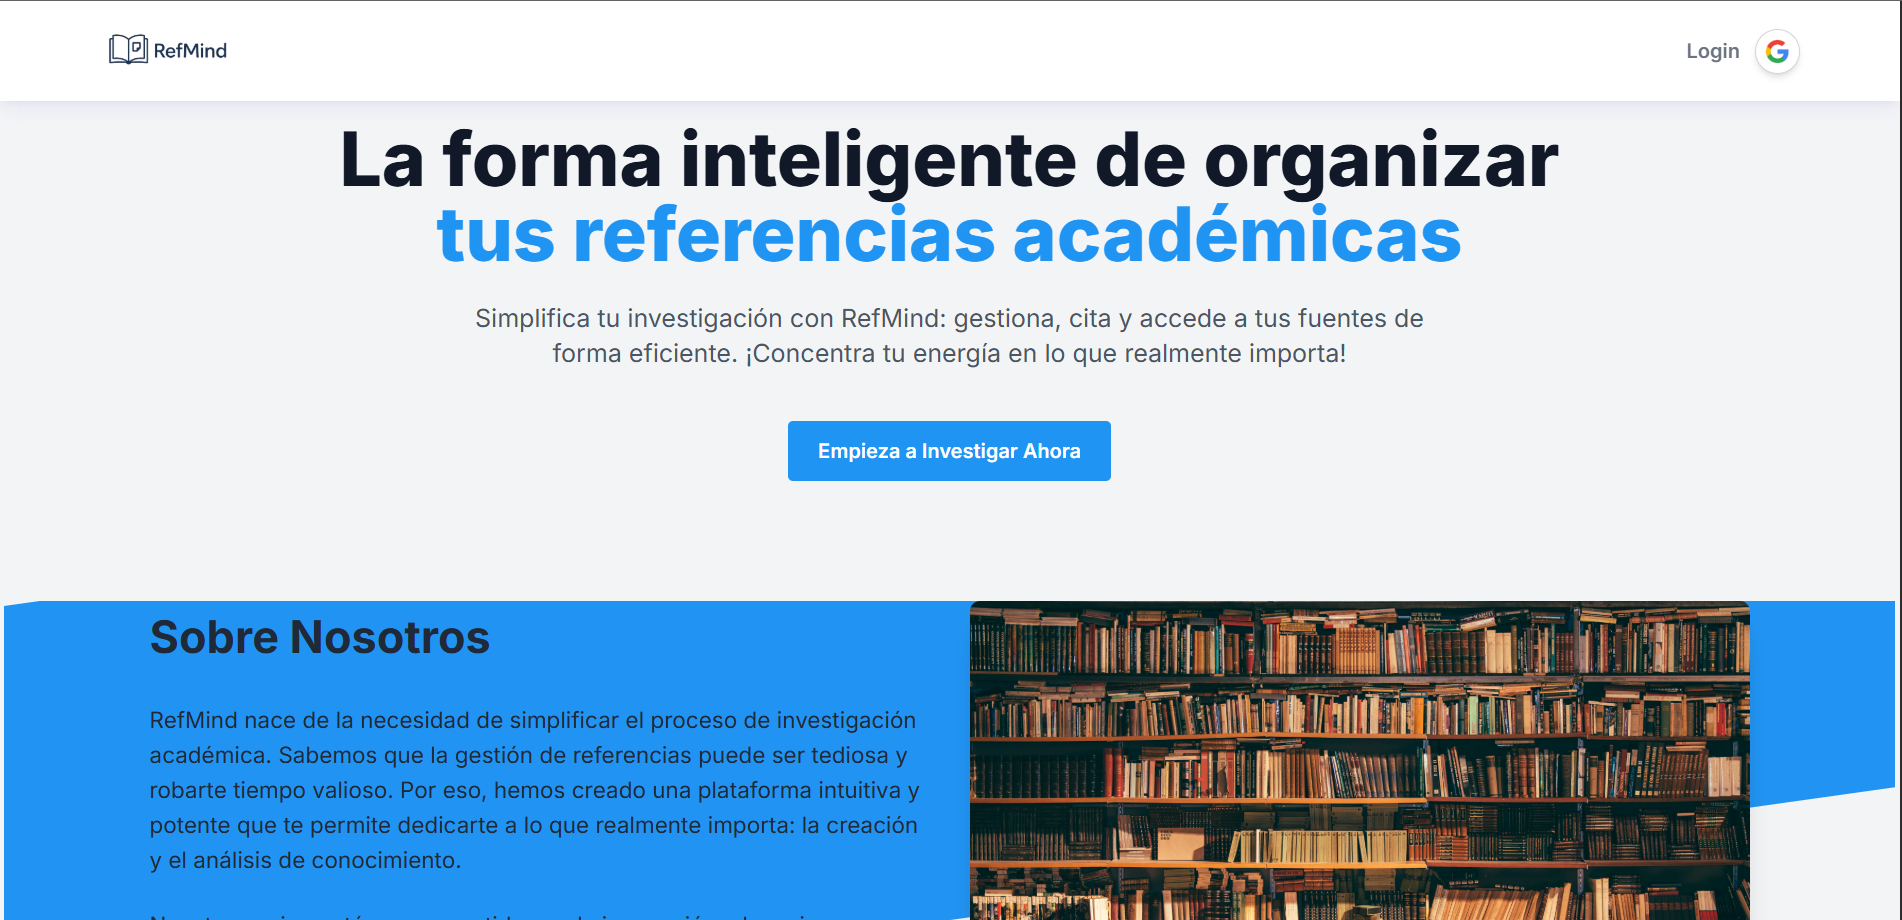 RefMind
Login
La forma inteligente de organizar
tus referencias académicas
Simplifica tu investigación con RefMind: gestiona, cita y accede a tus fuentes de
forma eficiente. ¡Concentra tu energía en lo que realmente importa!
Empieza a Investigar Ahora
Sobre Nosotros
RefMind nace de la necesidad de simplificar el proceso de investigación
académica. Sabemos que la gestión de referencias puede ser tediosa y
robarte tiempo valioso. Por eso, hemos creado una plataforma intuitiva y
potente que te permite dedicarte a lo que realmente importa: la creación
y el análisis de conocimiento.